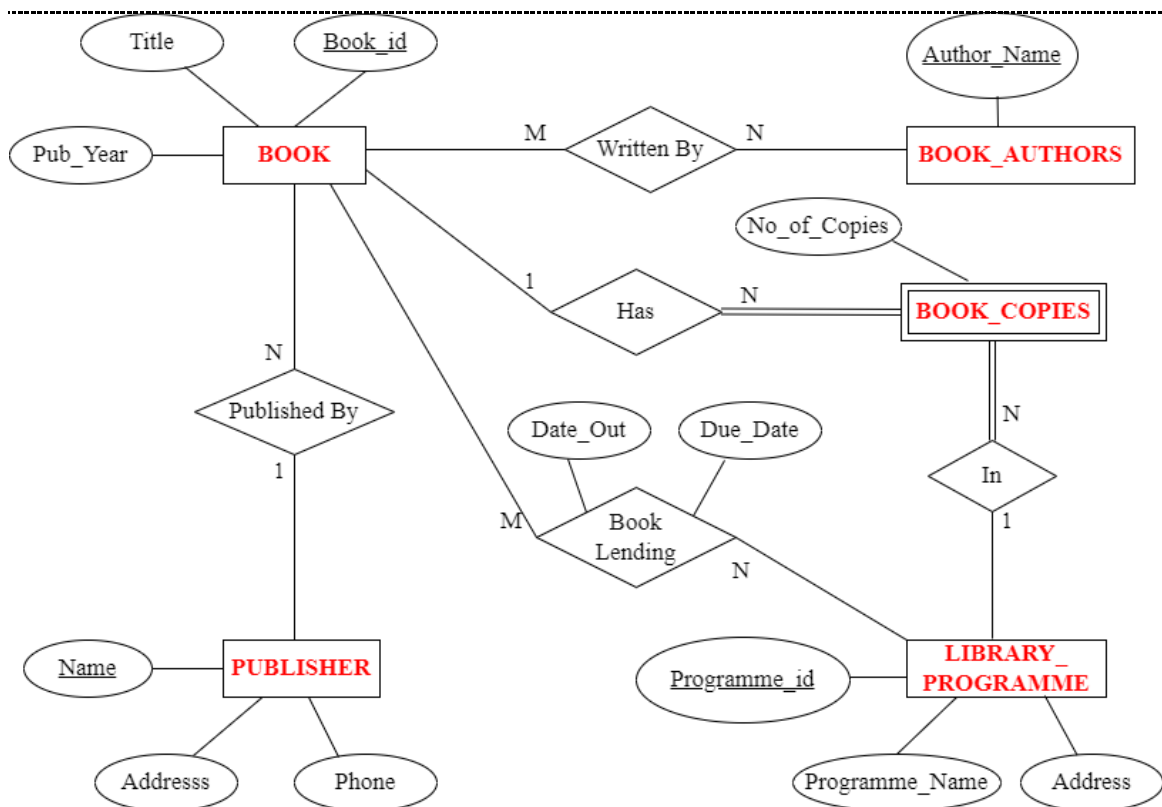 Title
Book_id
Author_Name
Pub_Year
BOOK
M
Written By
N
BOOK_AUTHORS
No_of_Copies
1
Has
N
BOOK_COPIES
N
Published By
1
Date_Out
Due_Date
N
In
1
M
Book
Lending
N
Name
PUBLISHER
Addresss
Phone
Programme_id
LIBRARY_
PROGRAMME
Programme_Name
Address